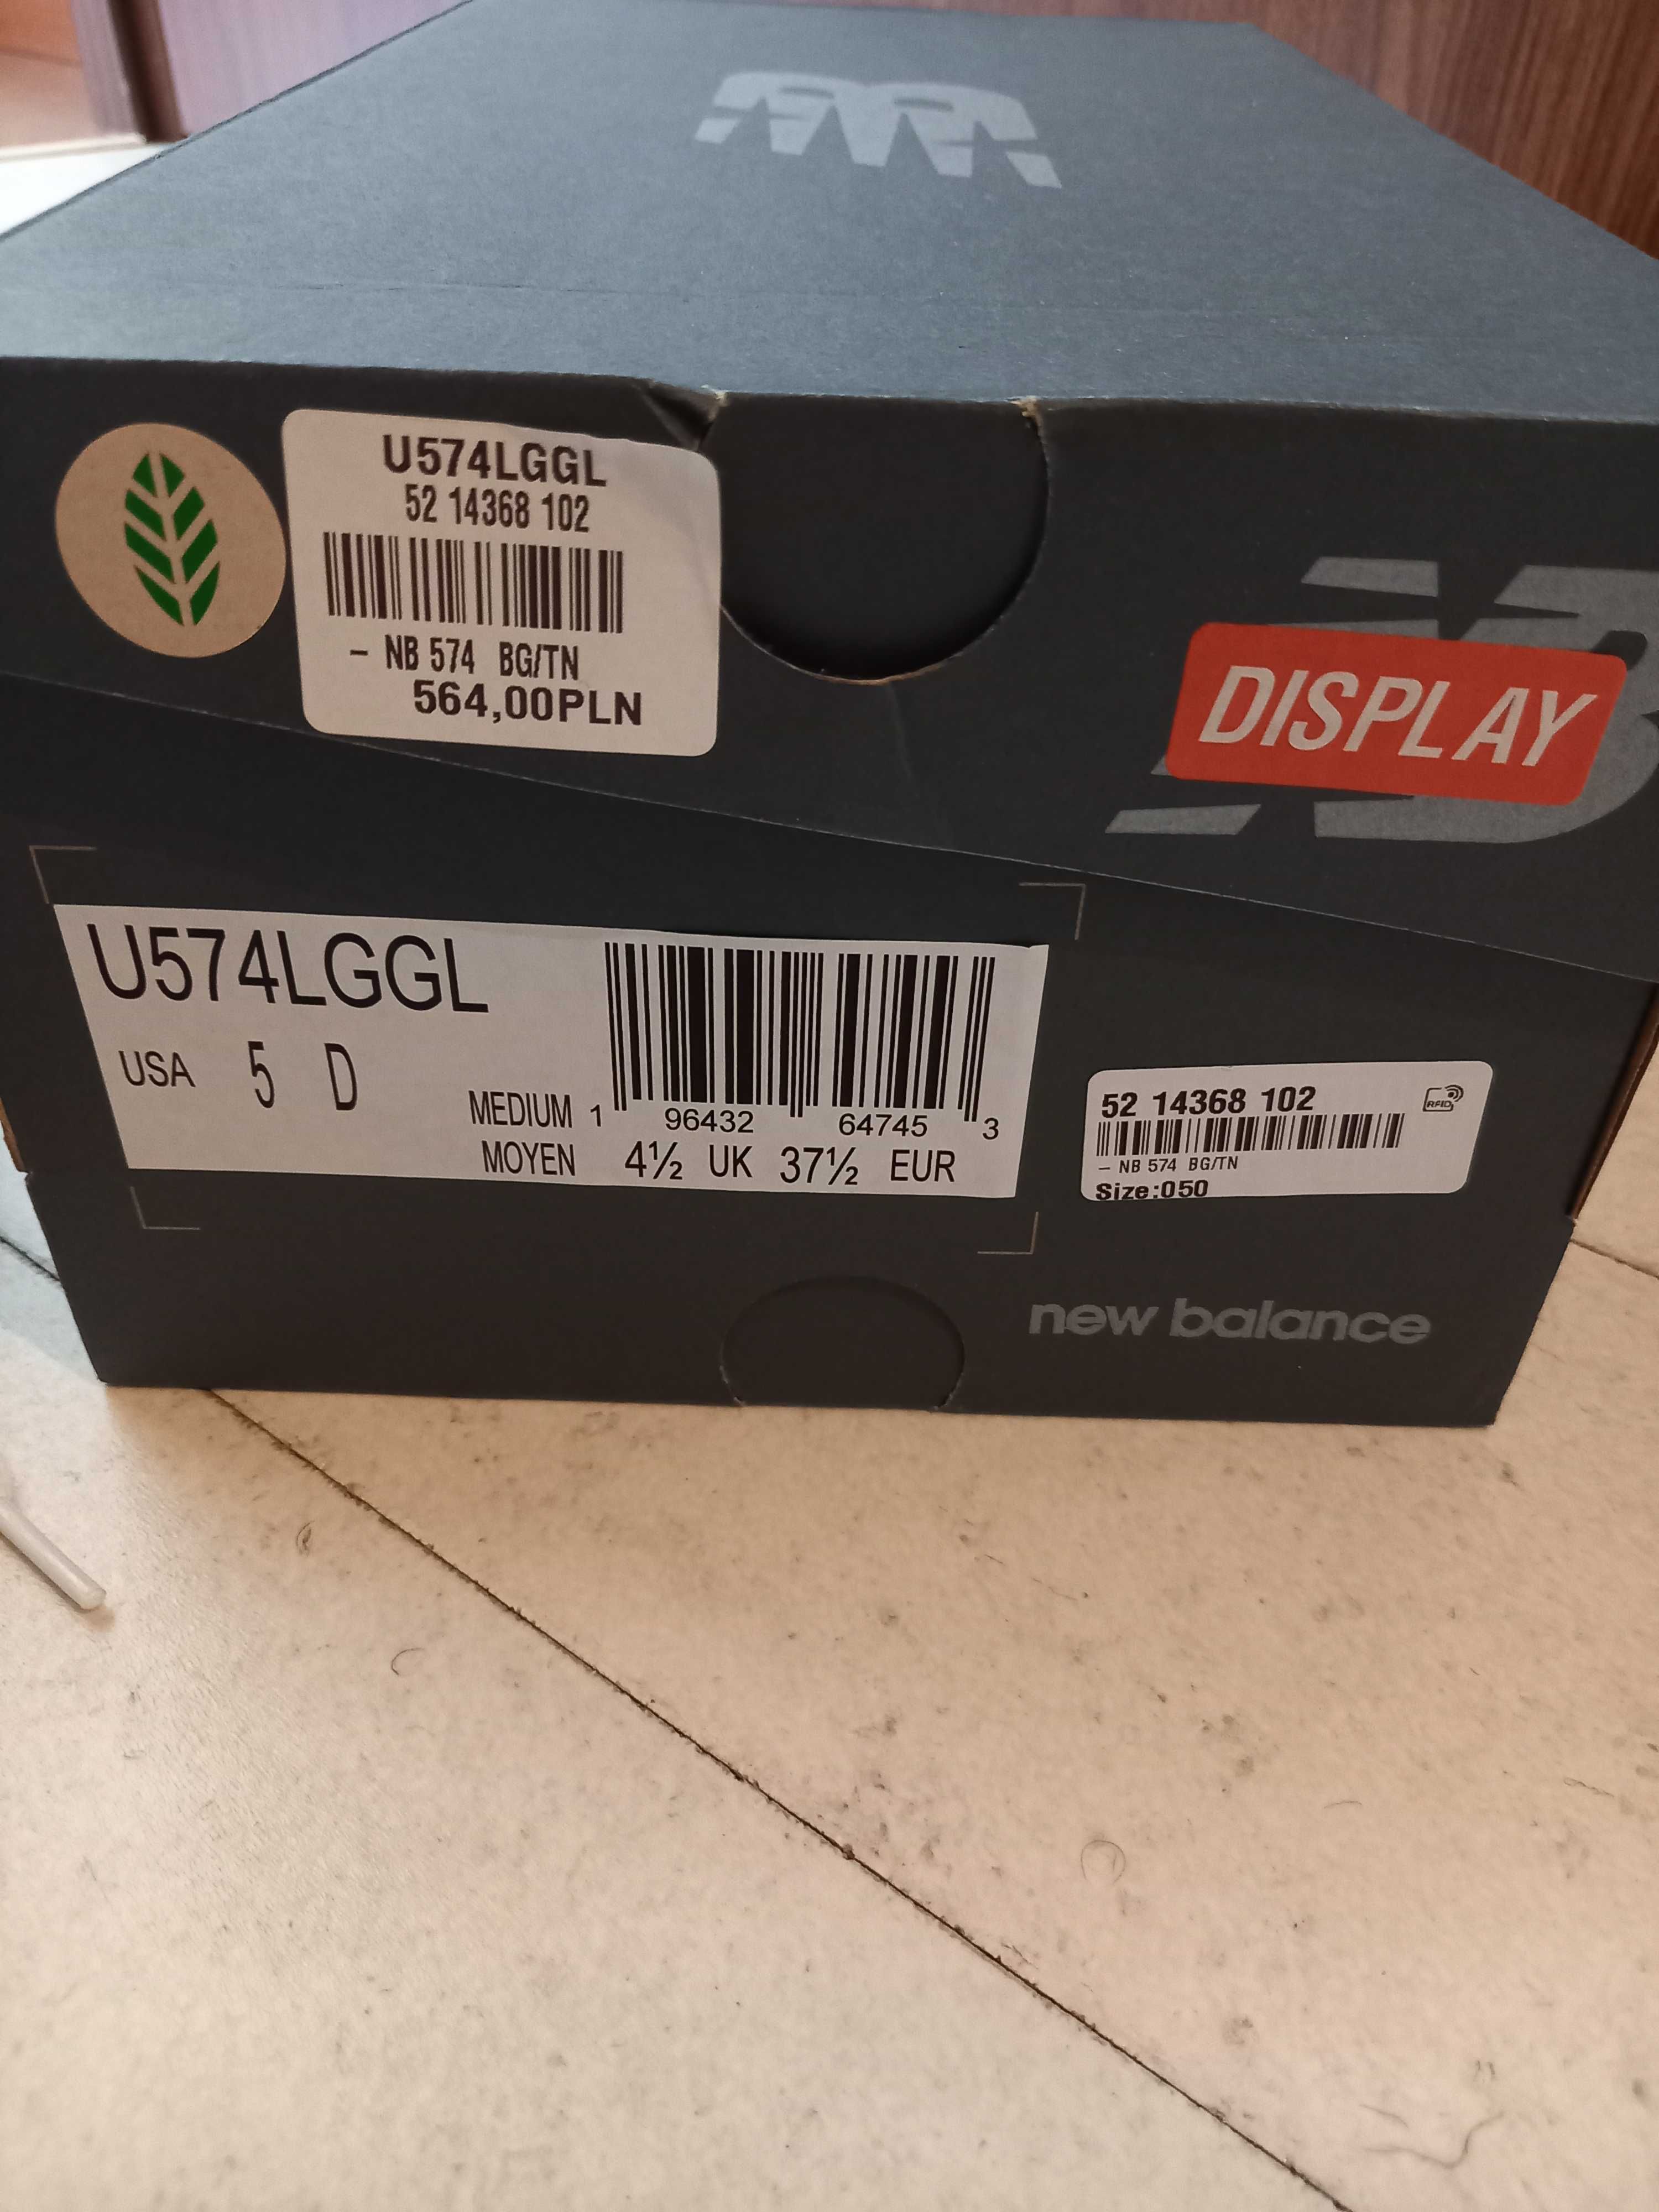 U574LGGL
52 14368 102
- NB 574 BG/TN
564,00PLN
DISPLAY
U574LGGL
USA 5 D
MEDIUM 1 96432 64745 3
MOYEN 4½ UK 37½ EUR
52 14368 102 RFID
- NB 574 BG/TN
Size:050
new balance